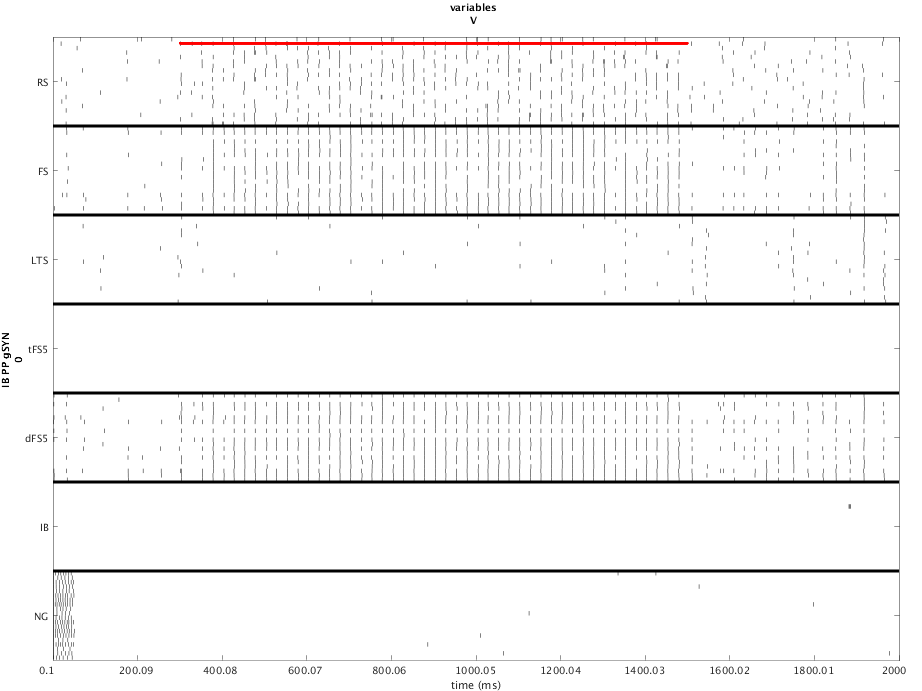 variables
V
RS
FS
LTS
tFS5
dFS5
IB
NG
IB PP gSYN
0
0.1 200.09 400.08 600.07 800.06 1000.05 1200.04 1400.03 1600.02 1800.01 2000
time (ms)